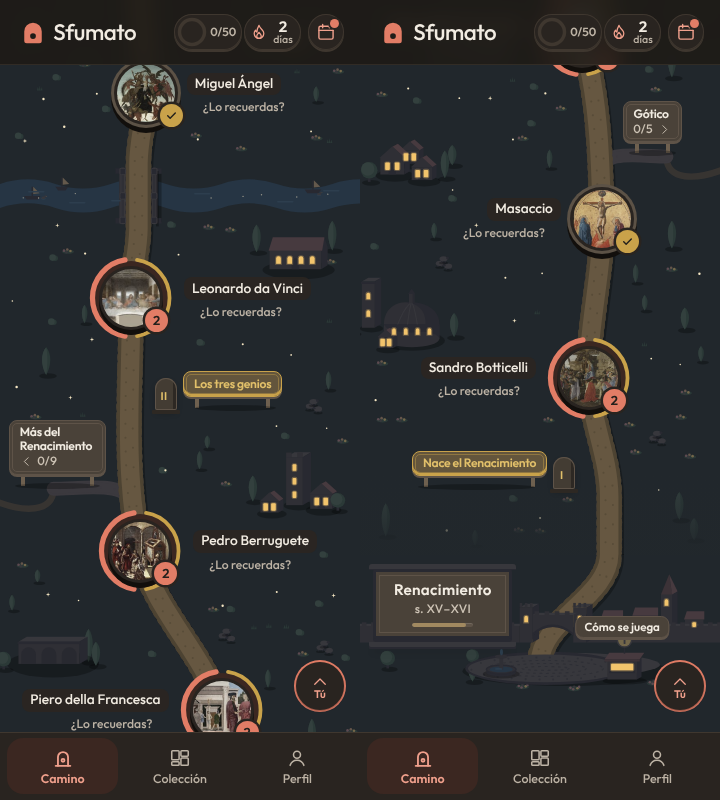 Sfumato
0/50
2
días
Miguel Ángel
¿Lo recuerdas?
Leonardo da Vinci
¿Lo recuerdas?
2
II
Los tres genios
Más del
Renacimiento
0/9
Pedro Berruguete
¿Lo recuerdas?
2
Piero della Francesca
¿Lo recuerdas?
Tú
Camino
Colección
Perfil
Sfumato
0/50
2
días
Gótico
0/5
Masaccio
¿Lo recuerdas?
Sandro Botticelli
¿Lo recuerdas?
2
Nace el Renacimiento
I
Renacimiento
s. XV–XVI
Cómo se juega
Tú
Camino
Colección
Perfil